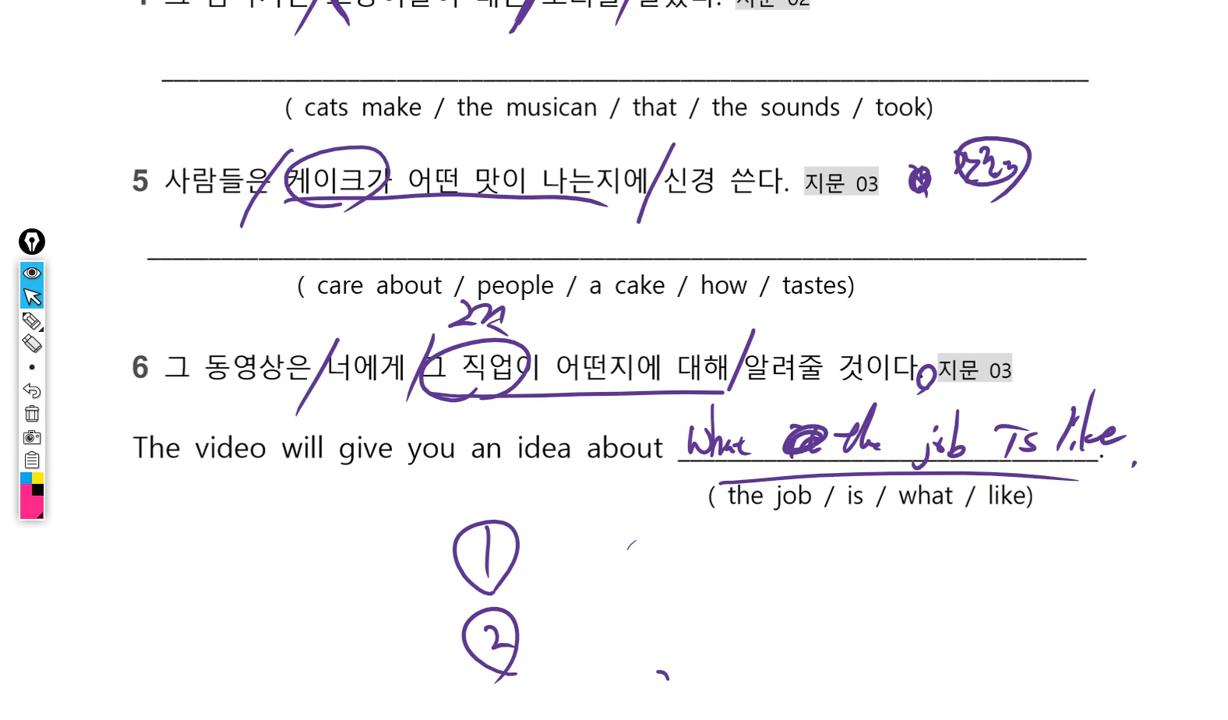 ( cats make / the musican / that / the sounds / took)
5 사람들은 케이크가 어떤 맛이 나는지에 신경 쓴다. 지문 03
( care about / people / a cake / how / tastes)
6 그 동영상은 너에게 그 직업이 어떤지에 대해 알려줄 것이다. 지문 03
The video will give you an idea about what the job is like.
( the job / is / what / like)
1
2